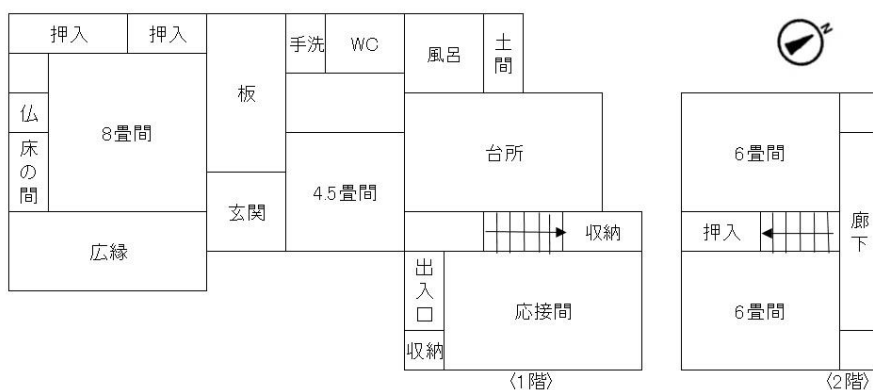 押入
押入
手洗
WC
風呂
土間
N
板
仏
8畳間
床の間
台所
6畳間
玄関
4.5畳間
廊下
収納
押入
広縁
出入口
応接間
6畳間
収納
〈1階〉
〈2階〉